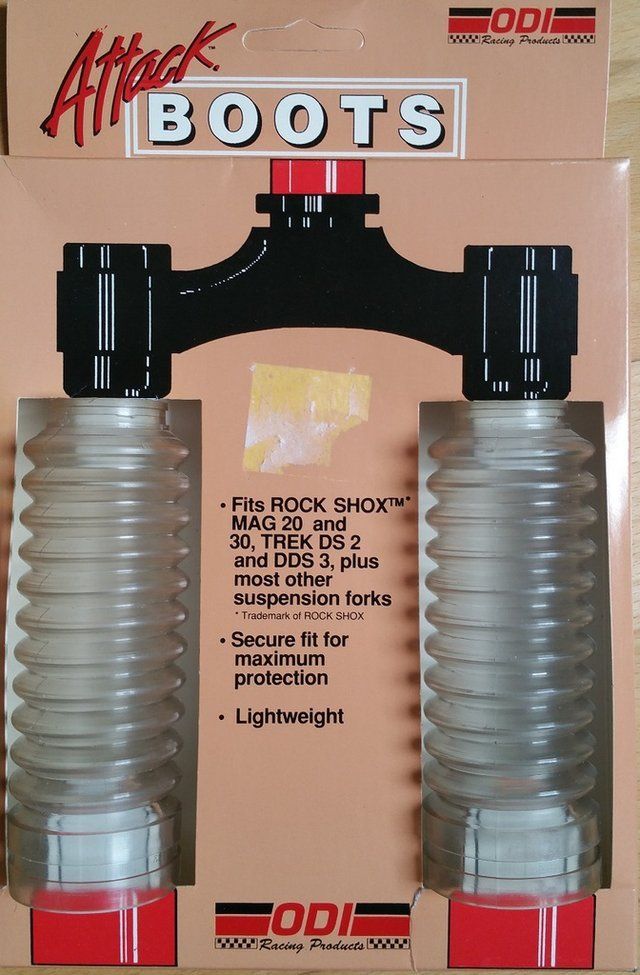 Attack™
BOOTS
ODI
Racing Products
• Fits ROCK SHOX™*
MAG 20 and
30, TREK DS 2
and DDS 3, plus
most other
suspension forks
* Trademark of ROCK SHOX
• Secure fit for
maximum
protection
• Lightweight
ODI
Racing Products